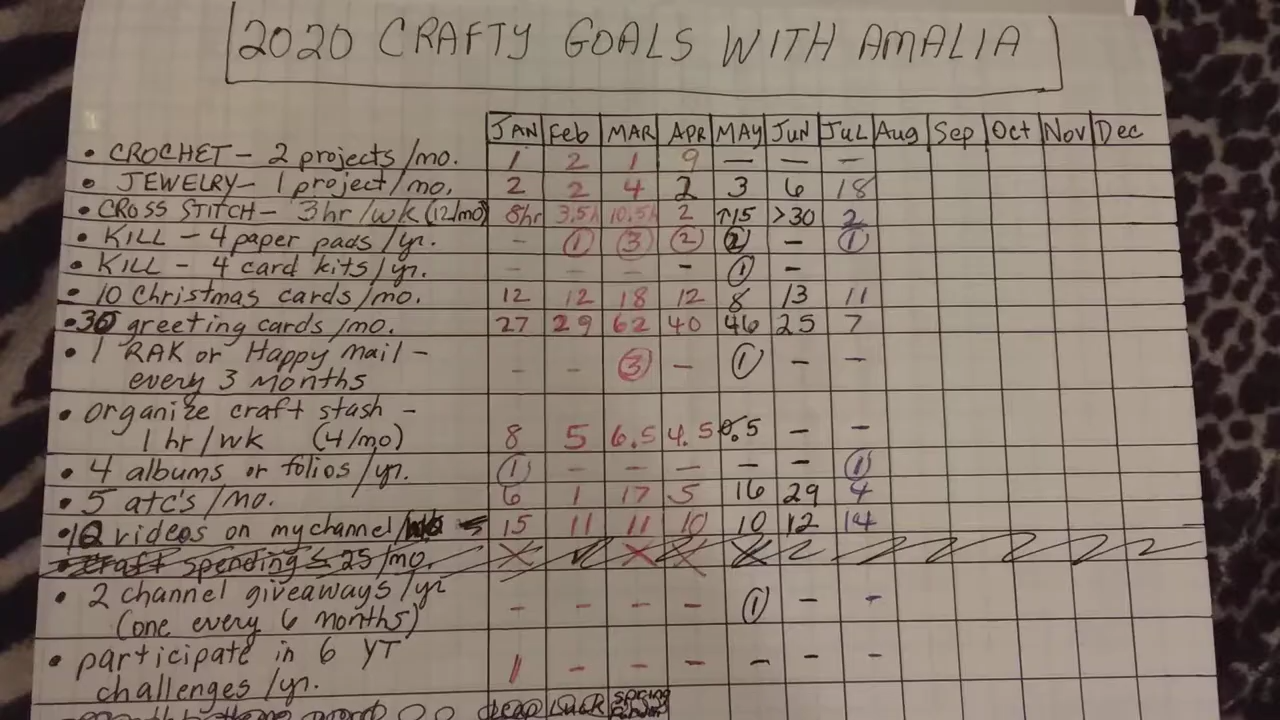 2020 CRAFTY GOALS WITH AMALIA
JAN Feb MAR APR MAY JUN JUL Aug Sep Oct Nov Dec
• CROCHET - 2 projects/mo. 1 2 1 9 — — —
• JEWELRY - 1 project/mo. 2 2 4 2 3 6 18
• CROSS STITCH - 3hr/wk (12/mo) 8hr 3.5h 10.5h 2 ↑15 >30 2
• KILL - 4 paper pads/yr. - 1 3 2 2 - 1
• KILL - 4 card kits/yr. - - - - 1 -
• 10 Christmas cards/mo. 12 12 18 12 8 13 11
• 30 greeting cards/mo. 27 29 62 40 46 25 7
• 1 RAK or Happy Mail -
every 3 months - - 3 - 1 - -
• organize craft stash -
1 hr/wk (4/mo) 8 5 6.5 4.5 .5 - -
• 4 albums or folios/yr. 1 - - - - - 1
• 5 atc's/mo. 6 1 17 5 16 29 4
• 10 videos on my channel/ 15 11 11 10 10 12 14
• craft spending ≤ 25/mo.
• 2 channel giveaways/yr
(one every 6 months) - - - - 1 - -
• participate in 6 YT
challenges/yr. 1 - - - - - -
Leap Luck Spring